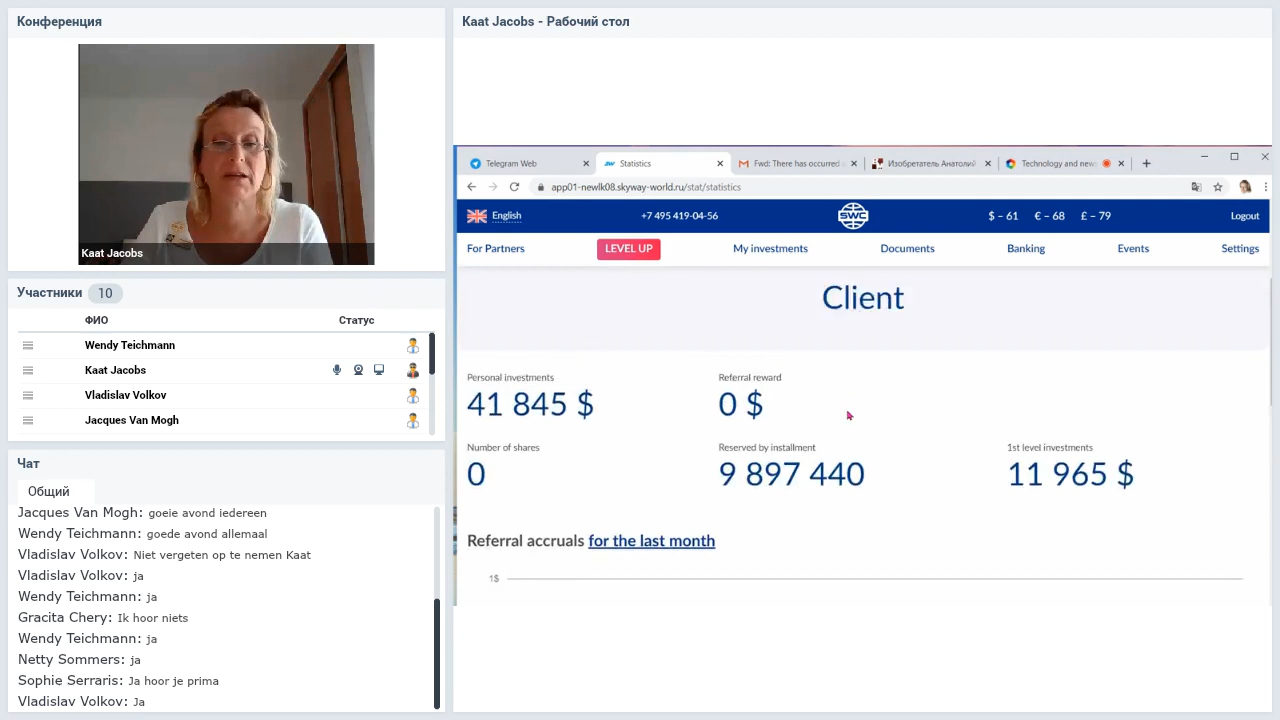 Конференция
Kaat Jacobs
Участники 10
ФИО Статус
Wendy Teichmann
Kaat Jacobs
Vladislav Volkov
Jacques Van Mogh
Чат
Общий
Jacques Van Mogh: goeie avond iedereen
Wendy Teichmann: goede avond allemaal
Vladislav Volkov: Niet vergeten op te nemen Kaat
Vladislav Volkov: ja
Wendy Teichmann: ja
Gracita Chery: Ik hoor niets
Wendy Teichmann: ja
Netty Sommers: ja
Sophie Serraris: Ja hoor je prima
Vladislav Volkov: Ja
Kaat Jacobs - Рабочий стол
Telegram Web Statistics Fwd: There has occurred Изобретатель Анатолий Technology and new
app01-newlk08.skyway-world.ru/stat/statistics
English +7 495 419-04-56 SWC $ – 61 € – 68 £ – 79 Logout
For Partners LEVEL UP My investments Documents Banking Events Settings
Client
Personal investments Referral reward
41 845 $ 0 $
Number of shares Reserved by installment 1st level investments
0 9 897 440 11 965 $
Referral accruals for the last month
1$